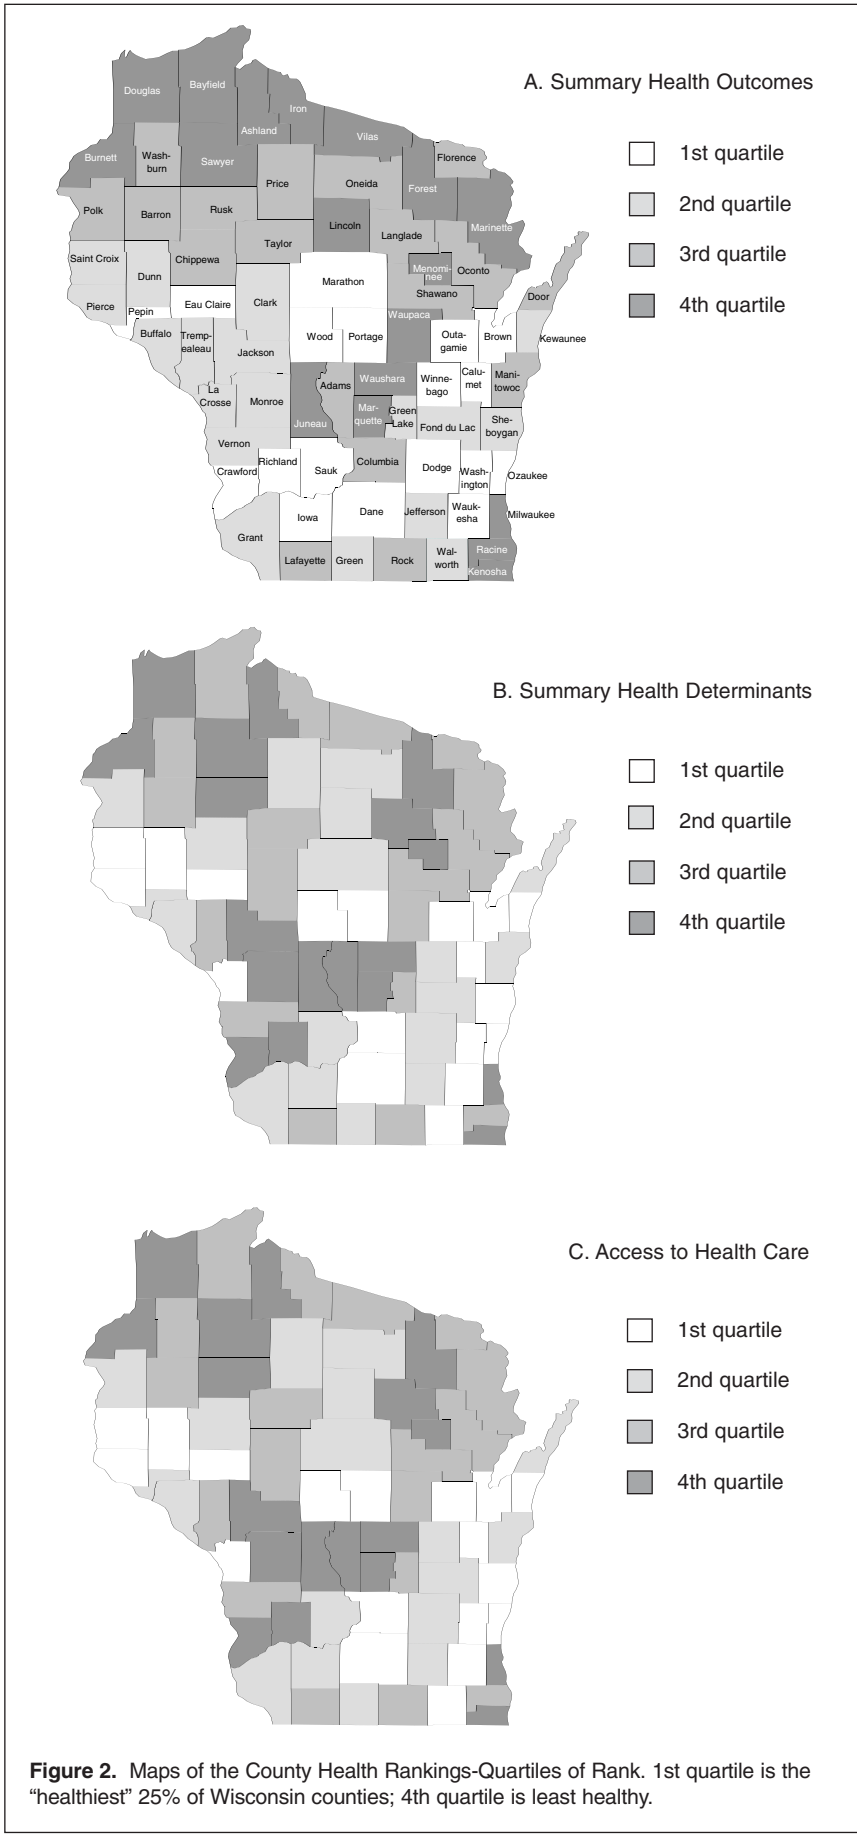 A. Summary Health Outcomes
1st quartile
2nd quartile
3rd quartile
4th quartile
Douglas
Bayfield
Iron
Ashland
Vilas
Burnett
Wash-
burn
Sawyer
Price
Oneida
Florence
Forest
Polk
Barron
Rusk
Lincoln
Langlade
Marinette
Taylor
Saint Croix
Dunn
Chippewa
Marathon
Menomi-
nee
Oconto
Shawano
Door
Pierce
Pepin
Eau Claire
Clark
Waupaca
Buffalo
Tremp-
ealeau
Jackson
Wood
Portage
Outa-
gamie
Brown
Kewaunee
La
Crosse
Monroe
Juneau
Adams
Waushara
Winne-
bago
Calu-
met
Mani-
towoc
Mar-
quette
Green
Lake
Fond du Lac
She-
boygan
Vernon
Crawford
Richland
Sauk
Columbia
Dodge
Wash-
ington
Ozaukee
Iowa
Dane
Jefferson
Wauk-
esha
Milwaukee
Grant
Lafayette
Green
Rock
Wal-
worth
Racine
Kenosha
B. Summary Health Determinants
1st quartile
2nd quartile
3rd quartile
4th quartile
C. Access to Health Care
1st quartile
2nd quartile
3rd quartile
4th quartile
Figure 2. Maps of the County Health Rankings-Quartiles of Rank. 1st quartile is the
“healthiest” 25% of Wisconsin counties; 4th quartile is least healthy.